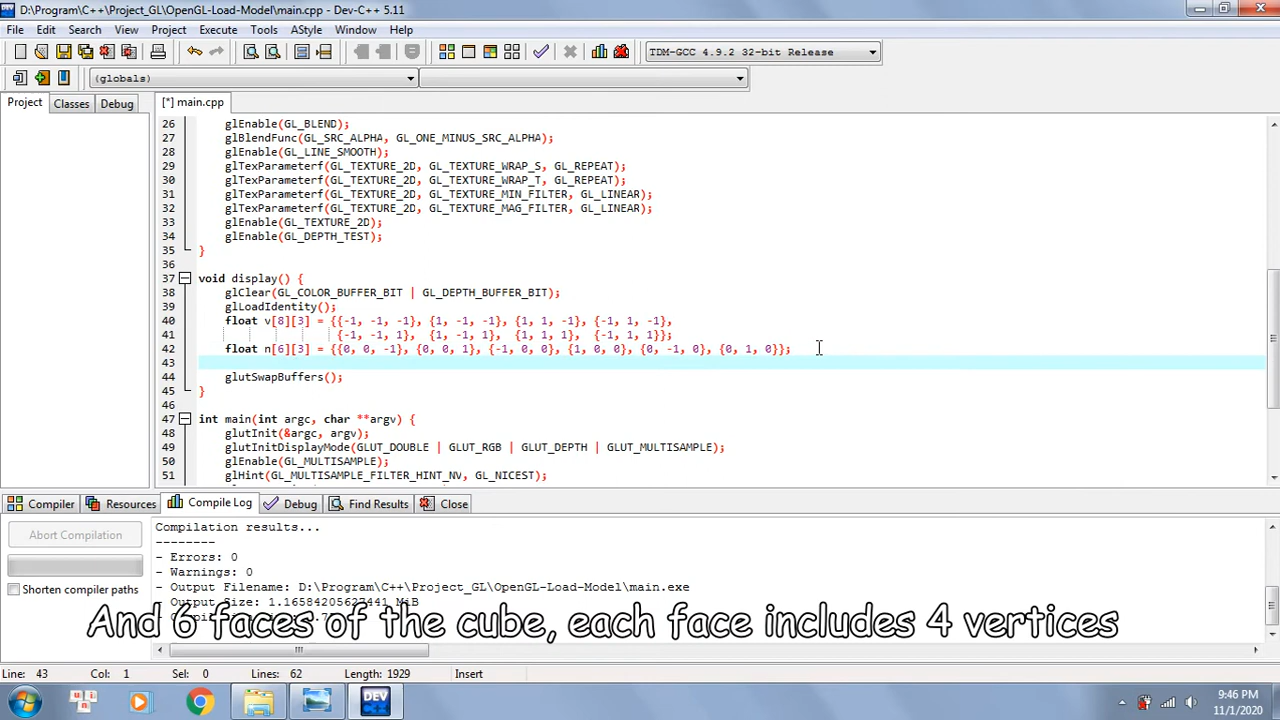 D:\Program\C++\Project_GL\OpenGL-Load-Model\main.cpp - Dev-C++ 5.11
File Edit Search View Project Execute Tools AStyle Window Help
TDM-GCC 4.9.2 32-bit Release
(globals)
Project Classes Debug
[*] main.cpp
26 glEnable(GL_BLEND);
27 glBlendFunc(GL_SRC_ALPHA, GL_ONE_MINUS_SRC_ALPHA);
28 glEnable(GL_LINE_SMOOTH);
29 glTexParameterf(GL_TEXTURE_2D, GL_TEXTURE_WRAP_S, GL_REPEAT);
30 glTexParameterf(GL_TEXTURE_2D, GL_TEXTURE_WRAP_T, GL_REPEAT);
31 glTexParameterf(GL_TEXTURE_2D, GL_TEXTURE_MIN_FILTER, GL_LINEAR);
32 glTexParameterf(GL_TEXTURE_2D, GL_TEXTURE_MAG_FILTER, GL_LINEAR);
33 glEnable(GL_TEXTURE_2D);
34 glEnable(GL_DEPTH_TEST);
35 }
36
37 void display() {
38 glClear(GL_COLOR_BUFFER_BIT | GL_DEPTH_BUFFER_BIT);
39 glLoadIdentity();
40 float v[8][3] = {{-1, -1, -1}, {1, -1, -1}, {1, 1, -1}, {-1, 1, -1},
41 {-1, -1, 1}, {1, -1, 1}, {1, 1, 1}, {-1, 1, 1}};
42 float n[6][3] = {{0, 0, -1}, {0, 0, 1}, {-1, 0, 0}, {1, 0, 0}, {0, -1, 0}, {0, 1, 0}};
43
44 glutSwapBuffers();
45 }
46
47 int main(int argc, char **argv) {
48 glutInit(&argc, argv);
49 glutInitDisplayMode(GLUT_DOUBLE | GLUT_RGB | GLUT_DEPTH | GLUT_MULTISAMPLE);
50 glEnable(GL_MULTISAMPLE);
51 glHint(GL_MULTISAMPLE_FILTER_HINT_NV, GL_NICEST);
Compiler Resources Compile Log Debug Find Results Close
Abort Compilation
Shorten compiler paths
Compilation results...
--------
- Errors: 0
- Warnings: 0
- Output Filename: D:\Program\C++\Project_GL\OpenGL-Load-Model\main.exe
- Output Size: 1.16584205627441 MiB
And 6 faces of the cube, each face includes 4 vertices
Line: 43 Col: 1 Sel: 0 Lines: 62 Length: 1929 Insert
DEV
9:46 PM
11/1/2020